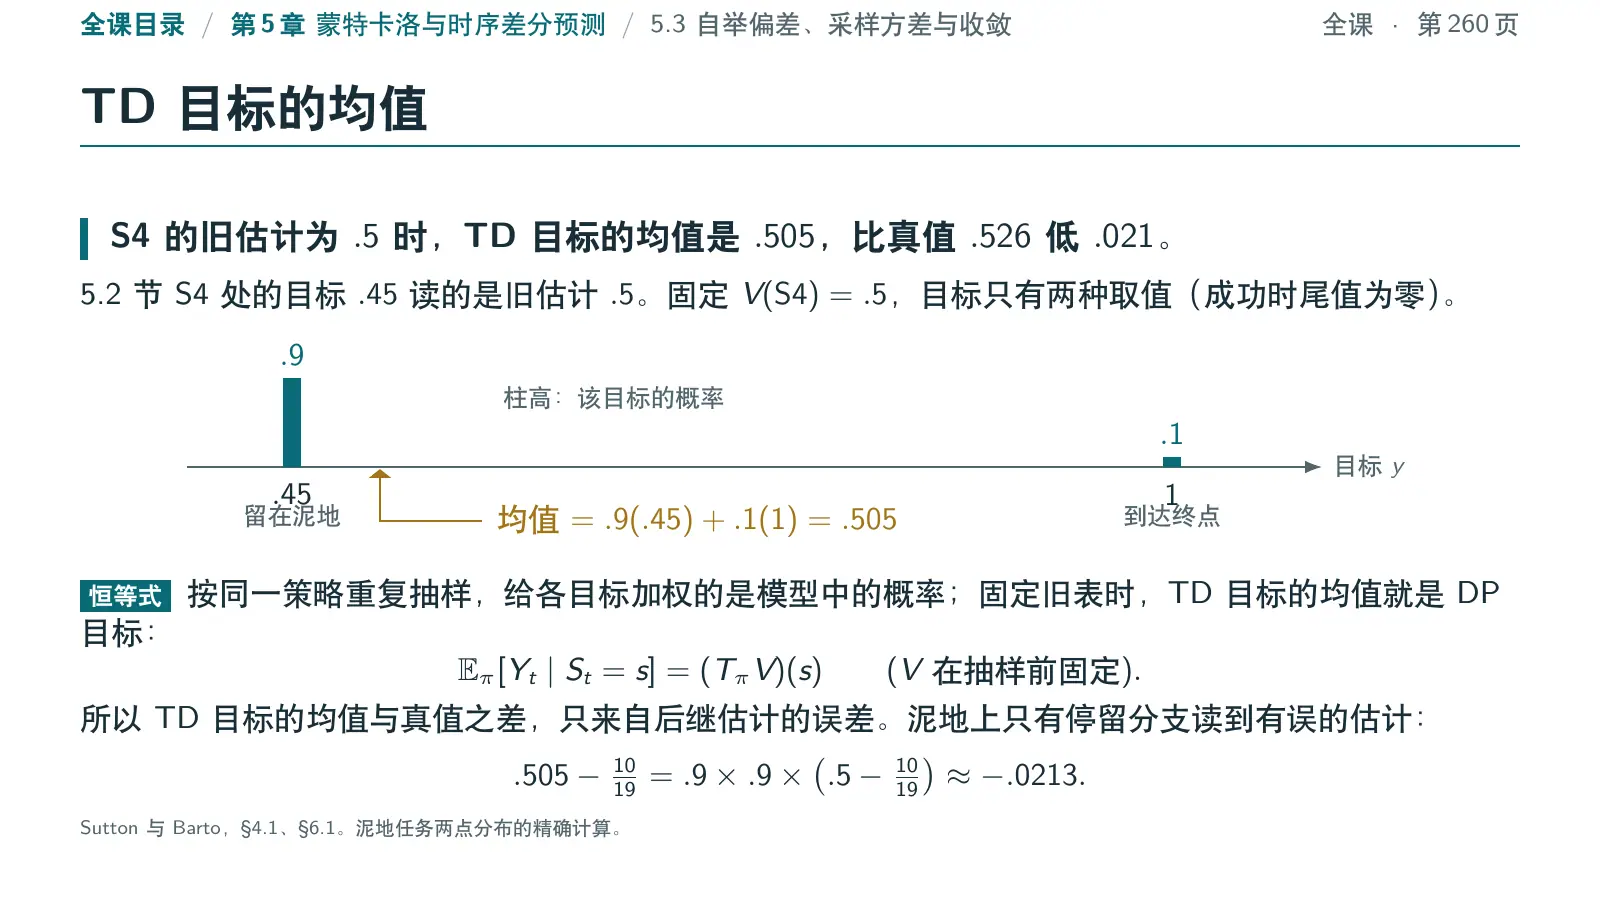 全课目录 / 第 5 章 蒙特卡洛与时序差分预测 / 5.3 自举偏差、采样方差与收敛
全课 · 第 260 页
TD 目标的均值
S4 的旧估计为 .5 时，TD 目标的均值是 .505，比真值 .526 低 .021。
5.2 节 S4 处的目标 .45 读的是旧估计 .5。固定 V(S4) = .5，目标只有两种取值（成功时尾值为零）。
.9
柱高：该目标的概率
.1
目标 y
.45
1
留在泥地
均值 = .9(.45) + .1(1) = .505
到达终点
恒等式 按同一策略重复抽样，给各目标加权的是模型中的概率；固定旧表时，TD 目标的均值就是 DP
目标：
𝔼_π[Y_t | S_t = s] = (T_π V)(s) (V 在抽样前固定).
所以 TD 目标的均值与真值之差，只来自后继估计的误差。泥地上只有停留分支读到有误的估计：
.505 − 10/19 = .9 × .9 × (.5 − 10/19) ≈ −.0213.
Sutton 与 Barto，§4.1、§6.1。泥地任务两点分布的精确计算。